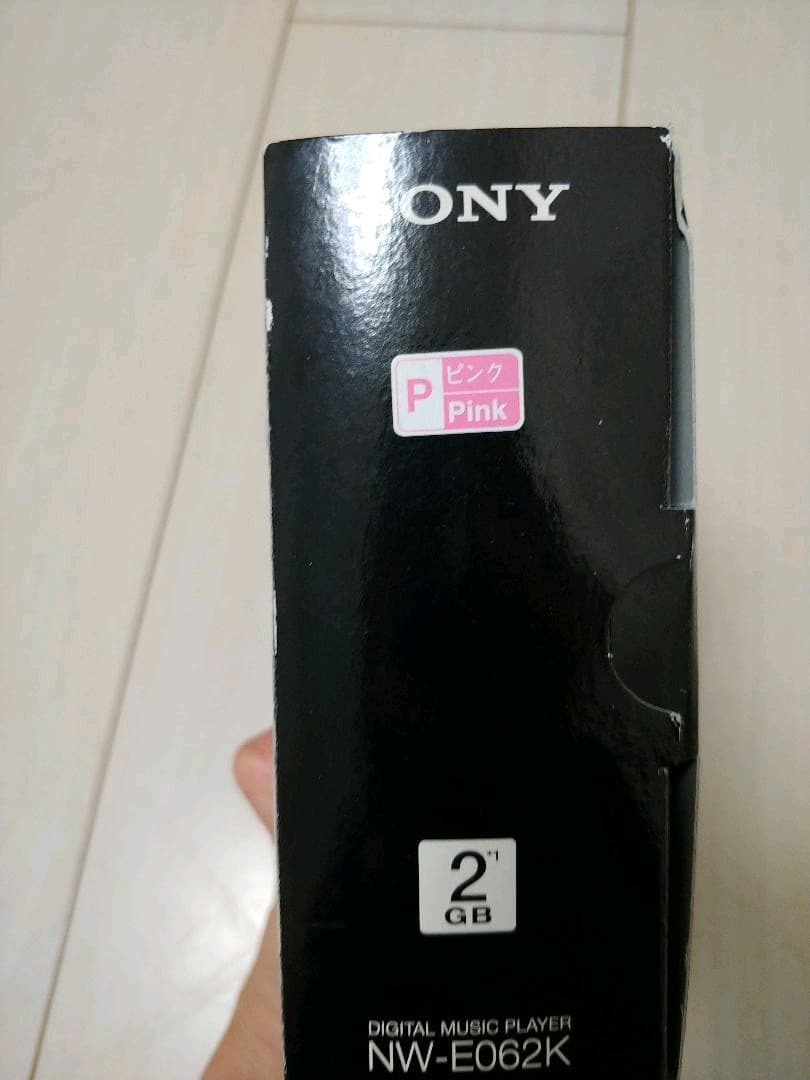 SONY
P ピンク
Pink
2*1
GB
DIGITAL MUSIC PLAYER
NW-E062K